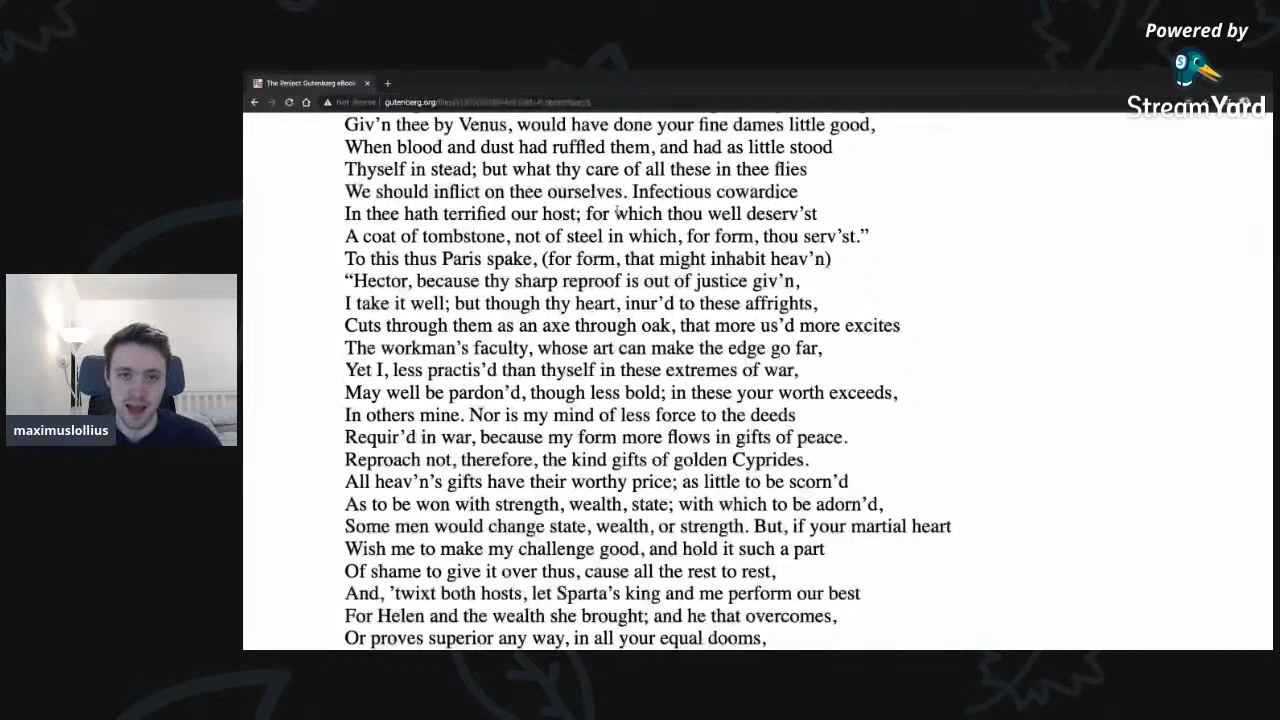 Powered by
StreamYard
The Project Gutenberg eBook
gutenberg.org
Giv’n thee by Venus, would have done your fine dames little good,
When blood and dust had ruffled them, and had as little stood
Thyself in stead; but what thy care of all these in thee flies
We should inflict on thee ourselves. Infectious cowardice
In thee hath terrified our host; for which thou well deserv’st
A coat of tombstone, not of steel in which, for form, thou serv’st.”
To this thus Paris spake, (for form, that might inhabit heav’n)
“Hector, because thy sharp reproof is out of justice giv’n,
I take it well; but though thy heart, inur’d to these affrights,
Cuts through them as an axe through oak, that more us’d more excites
The workman’s faculty, whose art can make the edge go far,
Yet I, less practis’d than thyself in these extremes of war,
May well be pardon’d, though less bold; in these your worth exceeds,
In others mine. Nor is my mind of less force to the deeds
Requir’d in war, because my form more flows in gifts of peace.
Reproach not, therefore, the kind gifts of golden Cyprides.
All heav’n’s gifts have their worthy price; as little to be scorn’d
As to be won with strength, wealth, state; with which to be adorn’d,
Some men would change state, wealth, or strength. But, if your martial heart
Wish me to make my challenge good, and hold it such a part
Of shame to give it over thus, cause all the rest to rest,
And, ’twixt both hosts, let Sparta’s king and me perform our best
For Helen and the wealth she brought; and he that overcomes,
Or proves superior any way, in all your equal dooms,
maximuslollius